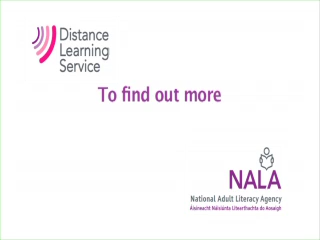 Distance
Learning
Service
To find out more
NALA
National Adult Literacy Agency
Áisíneacht Náisiúnta Litearthachta do Aosaigh